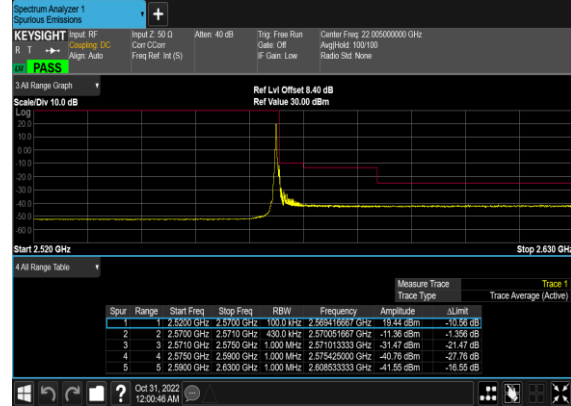 Spectrum Analyzer 1
Spurious Emissions
+
KEYSIGHT Input: RF Input Z: 50 Ω Atten: 40 dB Trig: Free Run Center Freq: 22.005000000 GHz
R T Coupling: DC Corr CCorr Gate: Off Avg|Hold: 100/100
Align: Auto Freq Ref: Int (S) IF Gain: Low Radio Std: None
LXI PASS
3 All Range Graph
Ref Lvl Offset 8.40 dB
Scale/Div 10.0 dB Ref Value 30.00 dBm
Log
20.0
10.0
0.00
-10.0
-20.0
-30.0
-40.0
-50.0
-60.0
Start 2.520 GHz Stop 2.630 GHz
4 All Range Table
Measure Trace Trace 1
Trace Type Trace Average (Active)
Spur Range Start Freq Stop Freq RBW Frequency Amplitude ΔLimit
1 1 2.5200 GHz 2.5700 GHz 100.0 kHz 2.569416667 GHz 19.44 dBm -10.56 dB
2 2 2.5700 GHz 2.5710 GHz 430.0 kHz 2.570051667 GHz -11.36 dBm -1.356 dB
3 3 2.5710 GHz 2.5750 GHz 1.000 MHz 2.571013333 GHz -31.47 dBm -21.47 dB
4 4 2.5750 GHz 2.5900 GHz 1.000 MHz 2.575425000 GHz -40.76 dBm -27.76 dB
5 5 2.5900 GHz 2.6300 GHz 1.000 MHz 2.608533333 GHz -41.55 dBm -16.55 dB
? Oct 31, 2022
12:00:46 AM